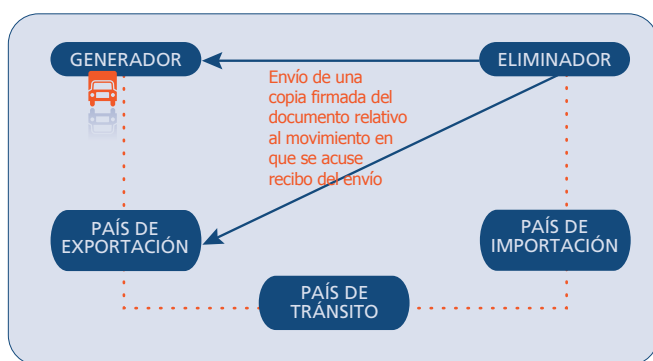 GENERADOR
ELIMINADOR
Envío de una
copia firmada del
documento relativo
al movimiento en
que se acuse
recibo del envío
PAÍS DE
EXPORTACIÓN
PAÍS DE
IMPORTACIÓN
PAÍS DE
TRÁNSITO